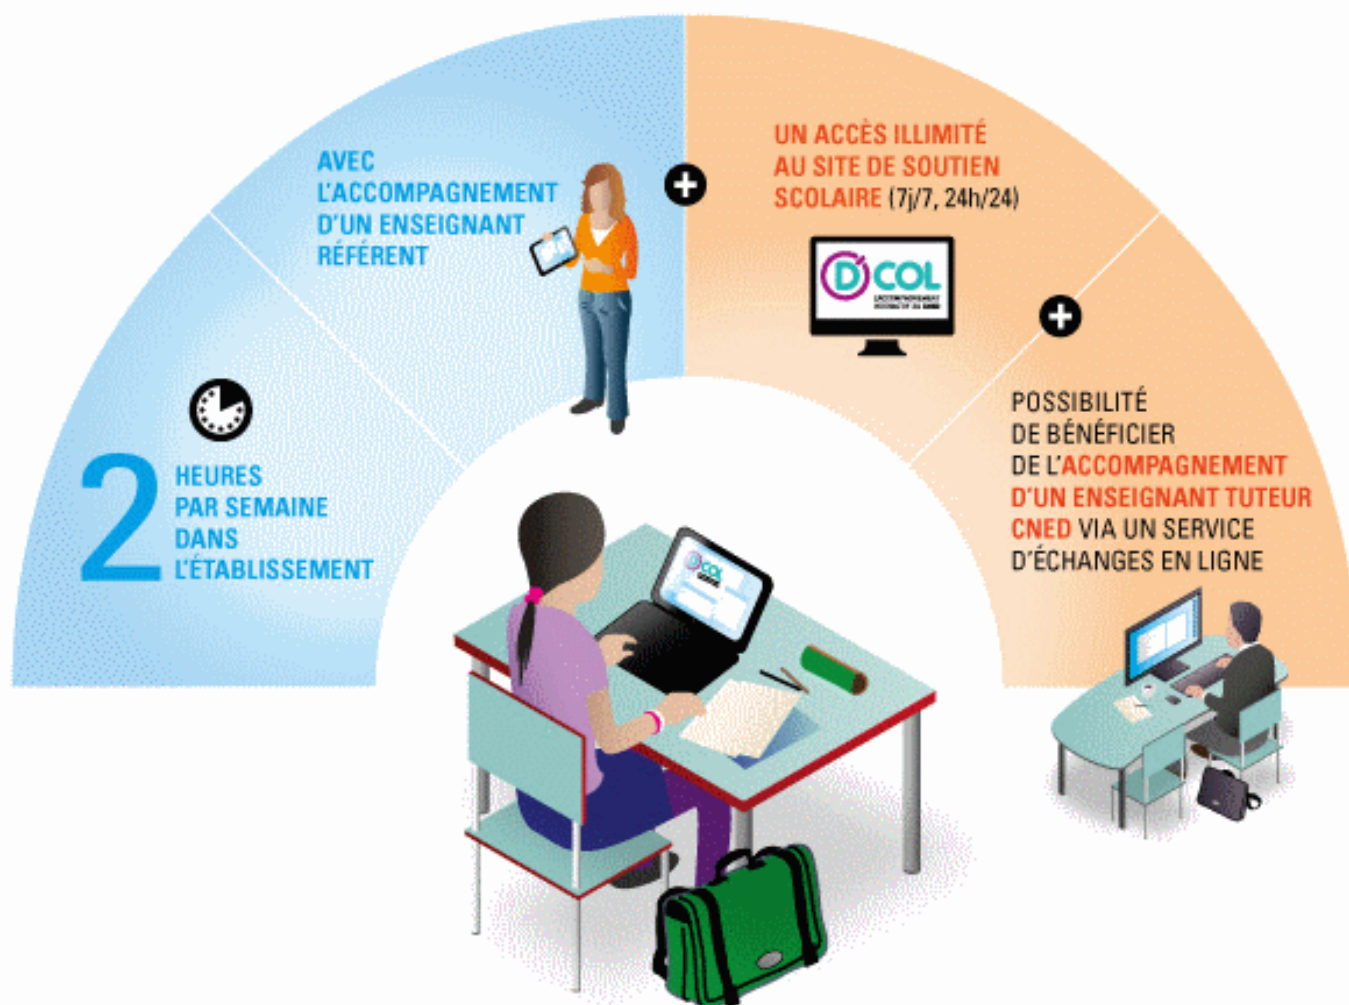 2
HEURES
PAR SEMAINE
DANS
L'ÉTABLISSEMENT
AVEC
L'ACCOMPAGNEMENT
D'UN ENSEIGNANT
RÉFÉRENT
UN ACCÈS ILLIMITÉ
AU SITE DE SOUTIEN
SCOLAIRE (7j/7, 24h/24)
D'COL
POSSIBILITÉ
DE BÉNÉFICIER
DE L'ACCOMPAGNEMENT
D'UN ENSEIGNANT TUTEUR
CNED VIA UN SERVICE
D'ÉCHANGES EN LIGNE
D'COL